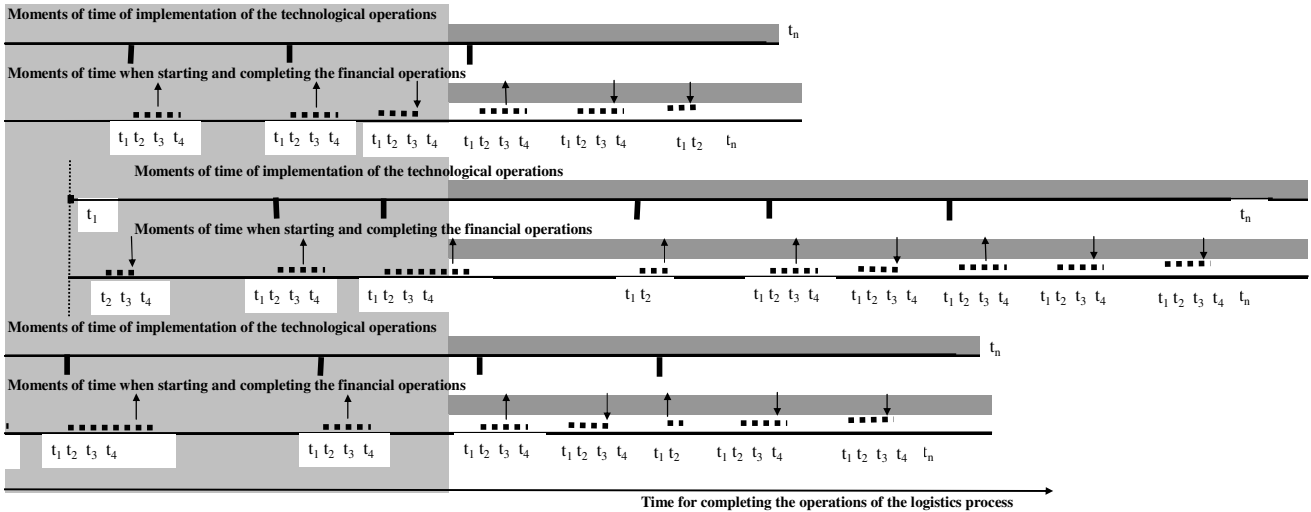 Moments of time of implementation of the technological operations
tₙ
Moments of time when starting and completing the financial operations
t₁ t₂ t₃ t₄ t₁ t₂ t₃ t₄ t₁ t₂ t₃ t₄ t₁ t₂ t₃ t₄ t₁ t₂ t₃ t₄ t₁ t₂ tₙ
Moments of time of implementation of the technological operations
t₁ tₙ
Moments of time when starting and completing the financial operations
t₂ t₃ t₄ t₁ t₂ t₃ t₄ t₁ t₂ t₃ t₄ t₁ t₂ t₁ t₂ t₃ t₄ t₁ t₂ t₃ t₄ t₁ t₂ t₃ t₄ t₁ t₂ t₃ t₄ t₁ t₂ t₃ t₄ tₙ
Moments of time of implementation of the technological operations
tₙ
Moments of time when starting and completing the financial operations
t₁ t₂ t₃ t₄ t₁ t₂ t₃ t₄ t₁ t₂ t₃ t₄ t₁ t₂ t₃ t₄ t₁ t₂ t₁ t₂ t₃ t₄ t₁ t₂ t₃ t₄ tₙ
Time for completing the operations of the logistics process